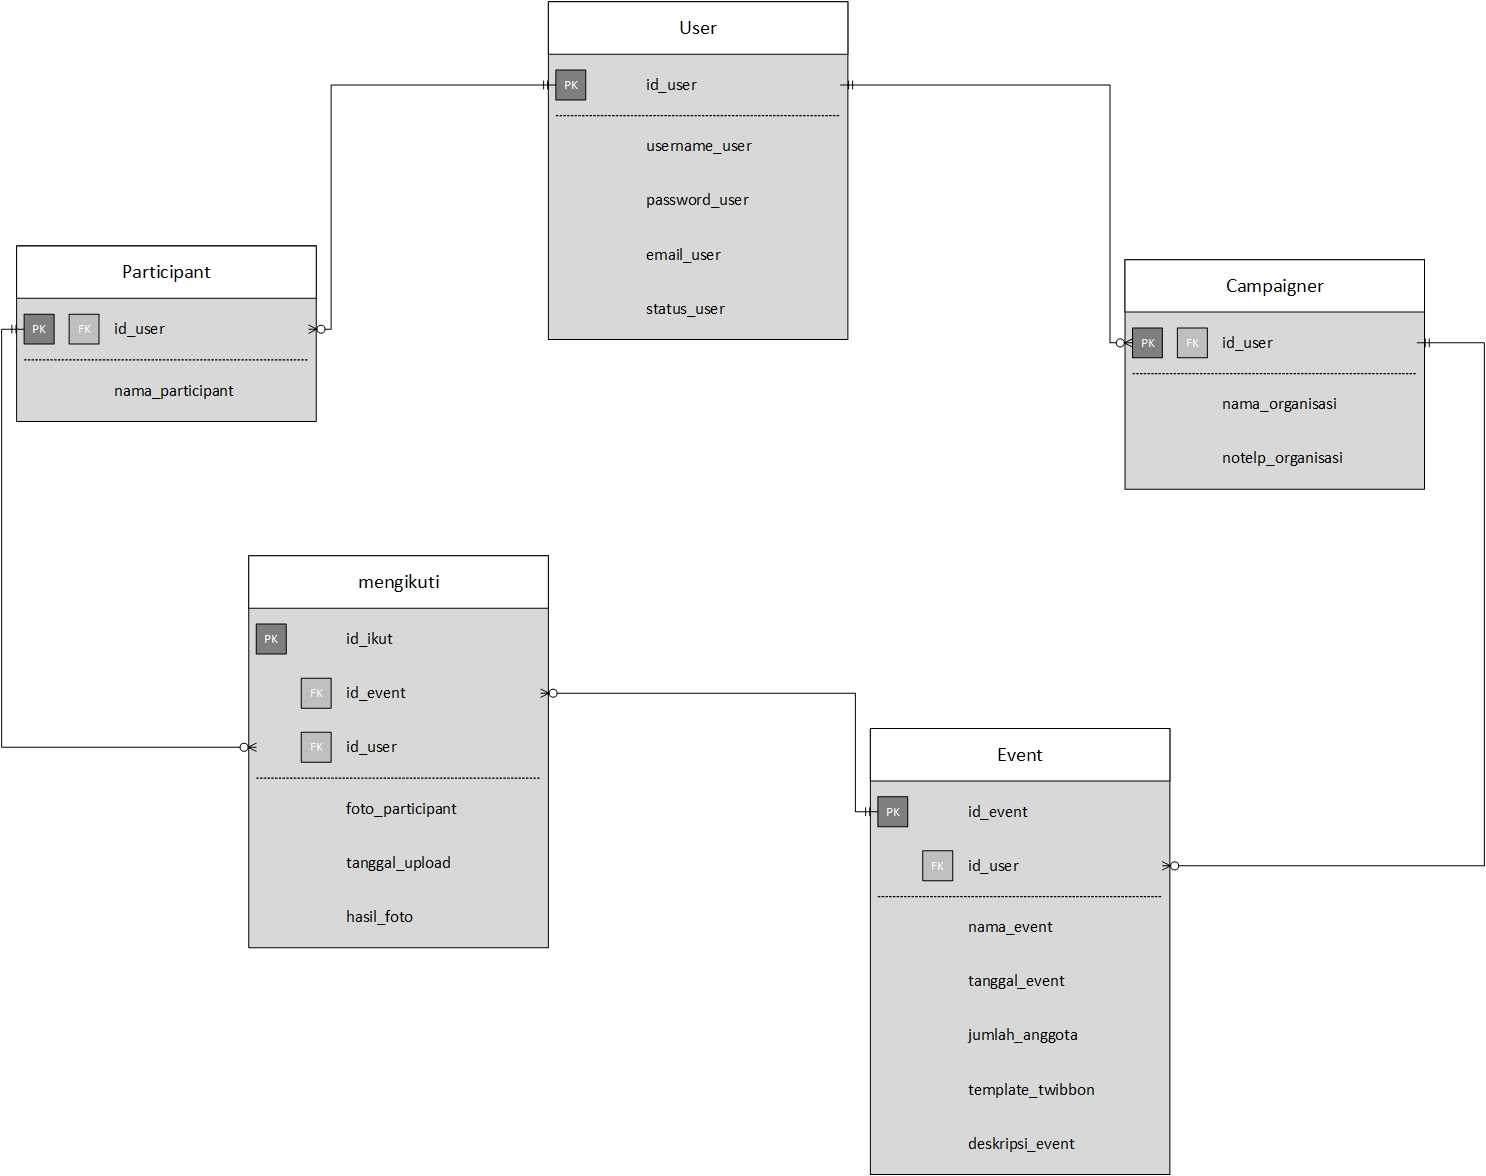 User
PK id_user
username_user
password_user
email_user
status_user
Participant
PK FK id_user
nama_participant
Campaigner
PK FK id_user
nama_organisasi
notelp_organisasi
mengikuti
PK id_ikut
FK id_event
FK id_user
foto_participant
tanggal_upload
hasil_foto
Event
PK id_event
FK id_user
nama_event
tanggal_event
jumlah_anggota
template_twibbon
deskripsi_event